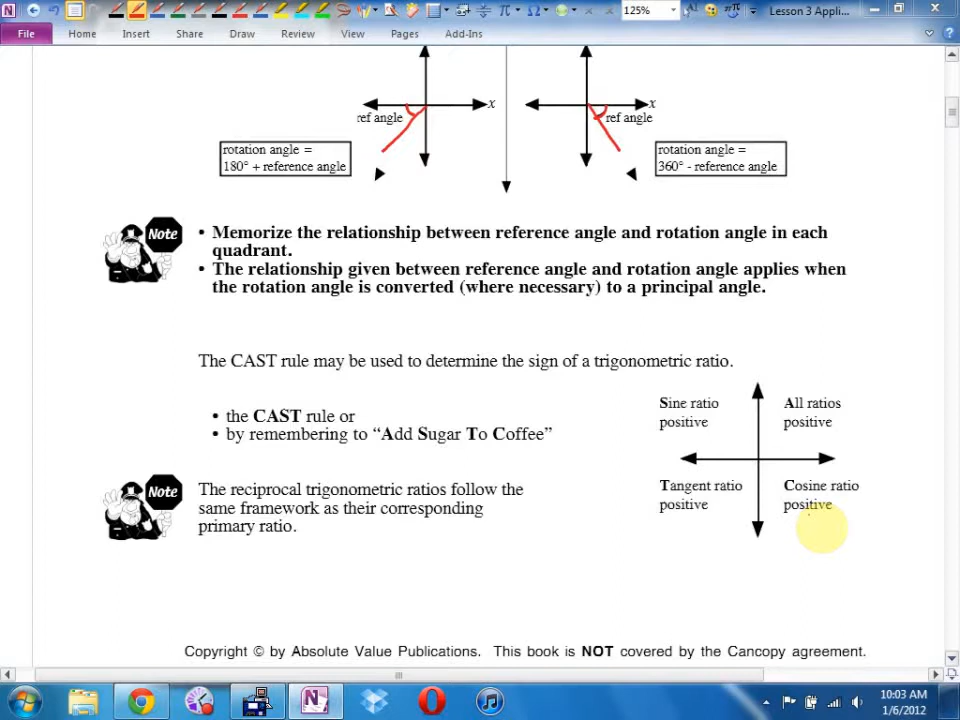 125%
Lesson 3 Appli...
File Home Insert Share Draw Review View Pages Add-Ins
x
x
ref angle
ref angle
rotation angle =
180° + reference angle
rotation angle =
360° - reference angle
Note
• Memorize the relationship between reference angle and rotation angle in each
quadrant.
• The relationship given between reference angle and rotation angle applies when
the rotation angle is converted (where necessary) to a principal angle.
The CAST rule may be used to determine the sign of a trigonometric ratio.
• the CAST rule or
• by remembering to “Add Sugar To Coffee”
Sine ratio
positive
All ratios
positive
Tangent ratio
positive
Cosine ratio
positive
Note
The reciprocal trigonometric ratios follow the
same framework as their corresponding
primary ratio.
Copyright © by Absolute Value Publications. This book is NOT covered by the Cancopy agreement.
10:03 AM
1/6/2012